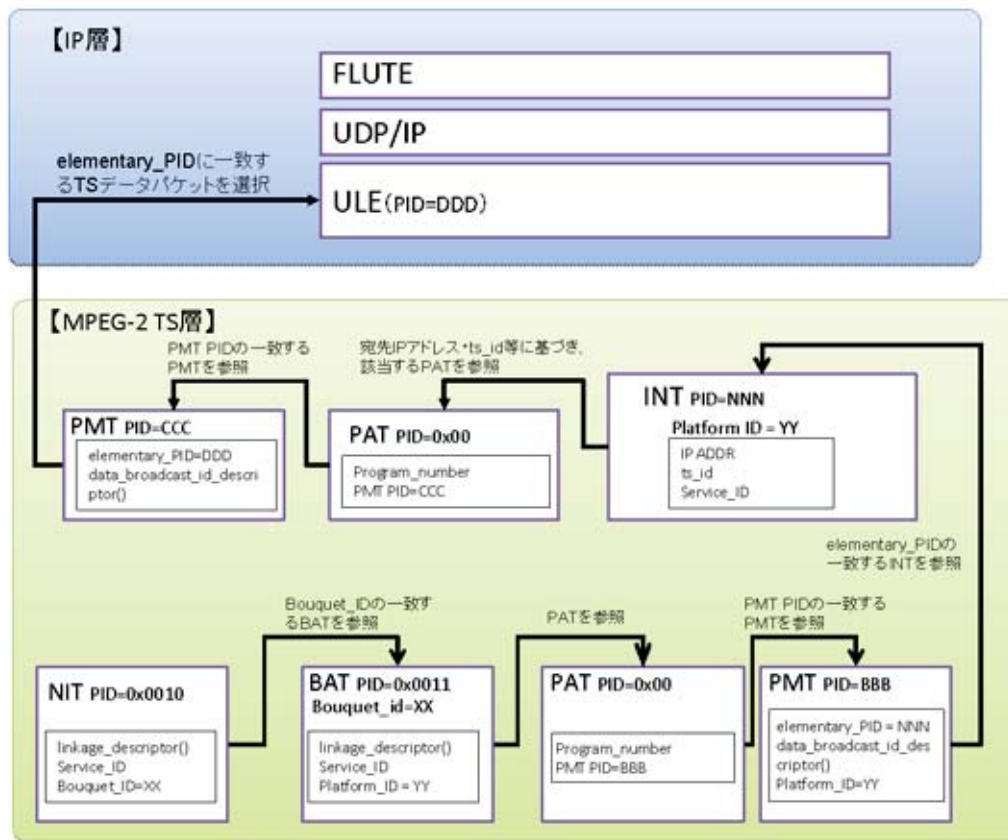 【IP層】
FLUTE
UDP/IP
elementary_PIDに一致す
るTSデータパケットを選択
ULE(PID=DDD)
【MPEG-2 TS層】
PMT PIDの一致する
PMTを参照
宛先IPアドレス・ts_id等に基づき、
該当するPATを参照
PMT PID=CCC
elementary_PID=DDD
data_broadcast_id_descri
ptor()
PAT PID=0x00
Program_number
PMT PID=CCC
INT PID=NNN
Platform ID = YY
IP ADDR
ts_id
Service_ID
elementary_PIDの
一致するINTを参照
Bouquet_IDの一致す
るBATを参照
PATを参照
PMT PIDの一致する
PMTを参照
NIT PID=0x0010
linkage_descriptor()
Service_ID
Bouquet_ID=XX
BAT PID=0x0011
Bouquet_id=XX
linkage_descriptor()
Service_ID
Platform_ID = YY
PAT PID=0x00
Program_number
PMT PID=BBB
PMT PID=BBB
elementary_PID = NNN
data_broadcast_id_des
criptor()
Platform_ID=YY